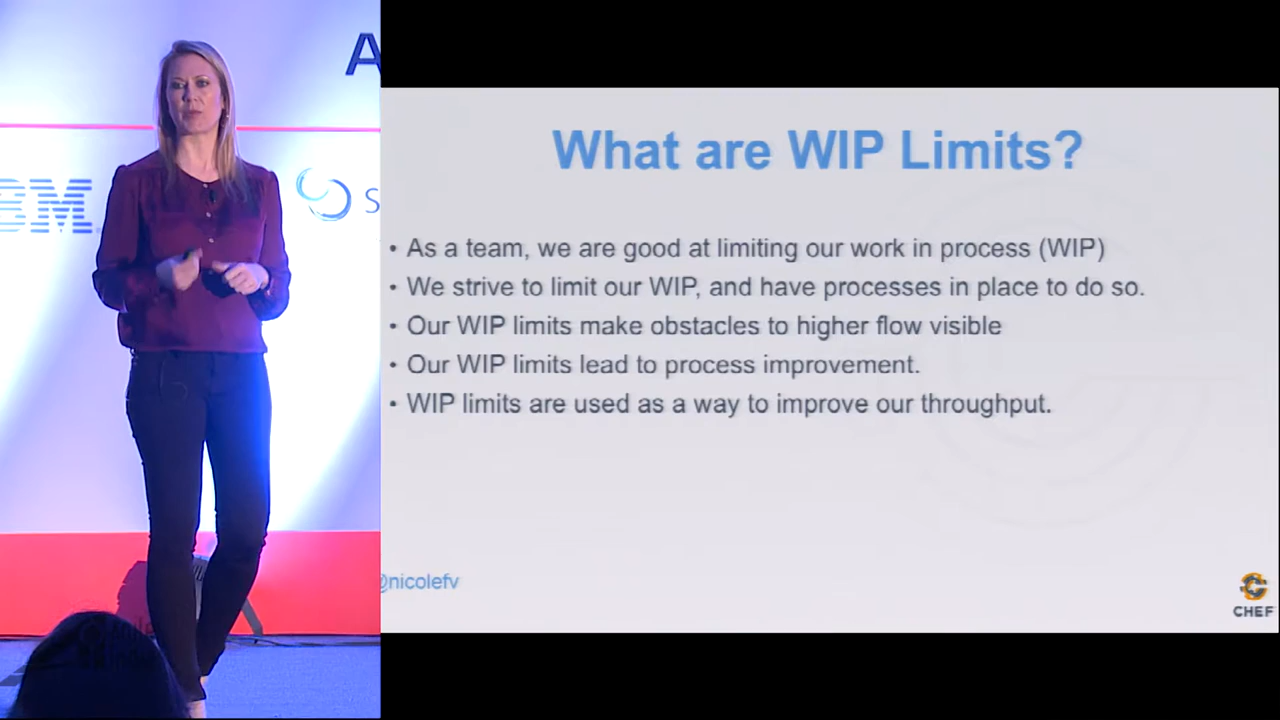 A
IBM
S
What are WIP Limits?
• As a team, we are good at limiting our work in process (WIP)
• We strive to limit our WIP, and have processes in place to do so.
• Our WIP limits make obstacles to higher flow visible
• Our WIP limits lead to process improvement.
• WIP limits are used as a way to improve our throughput.
@nicolefv
CHEF